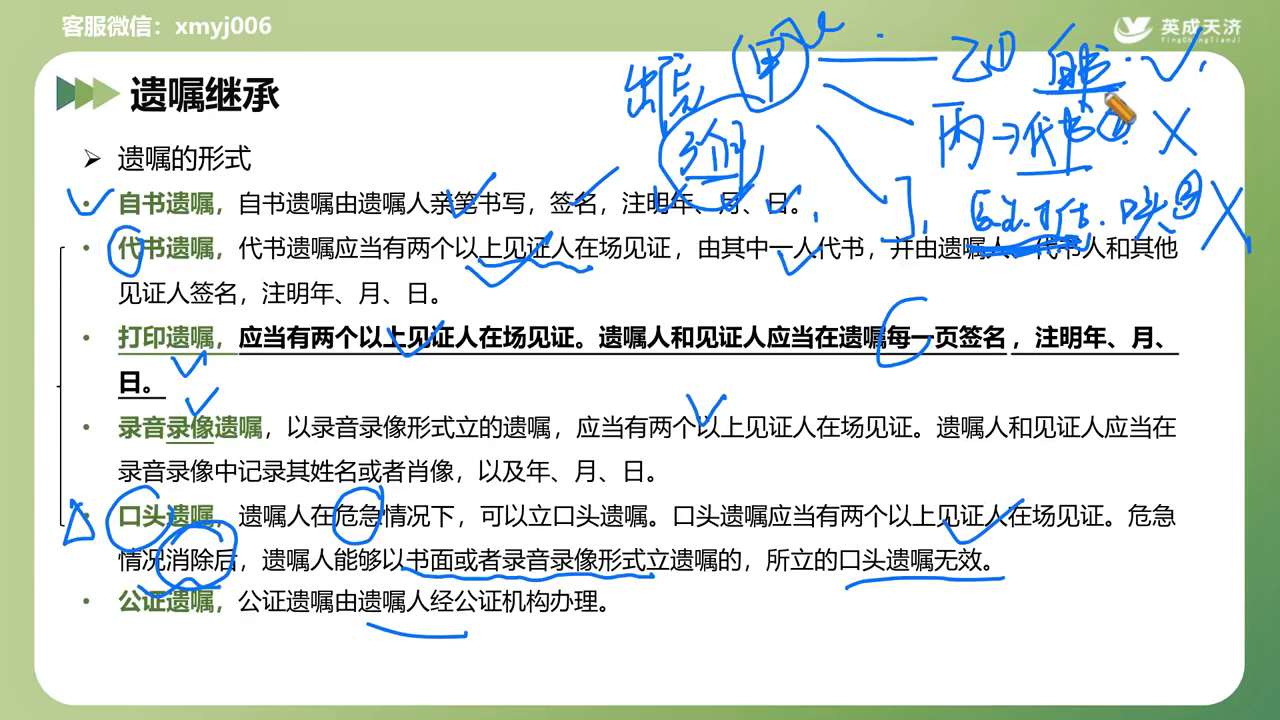 客服微信：xmyj006
英成天济
YingChengTianJi
遗嘱继承
出片
甲
乙① 自书
丙→代书②
丁
口头③
➢ 遗嘱的形式
• 自书遗嘱，自书遗嘱由遗嘱人亲笔书写，签名，注明年、月、日。
• 代书遗嘱，代书遗嘱应当有两个以上见证人在场见证，由其中一人代书，并由遗嘱人、代书人和其他
见证人签名，注明年、月、日。
• 打印遗嘱，应当有两个以上见证人在场见证。遗嘱人和见证人应当在遗嘱每一页签名，注明年、月、
日。
• 录音录像遗嘱，以录音录像形式立的遗嘱，应当有两个以上见证人在场见证。遗嘱人和见证人应当在
录音录像中记录其姓名或者肖像，以及年、月、日。
• 口头遗嘱，遗嘱人在危急情况下，可以立口头遗嘱。口头遗嘱应当有两个以上见证人在场见证。危急
情况消除后，遗嘱人能够以书面或者录音录像形式立遗嘱的，所立的口头遗嘱无效。
• 公证遗嘱，公证遗嘱由遗嘱人经公证机构办理。